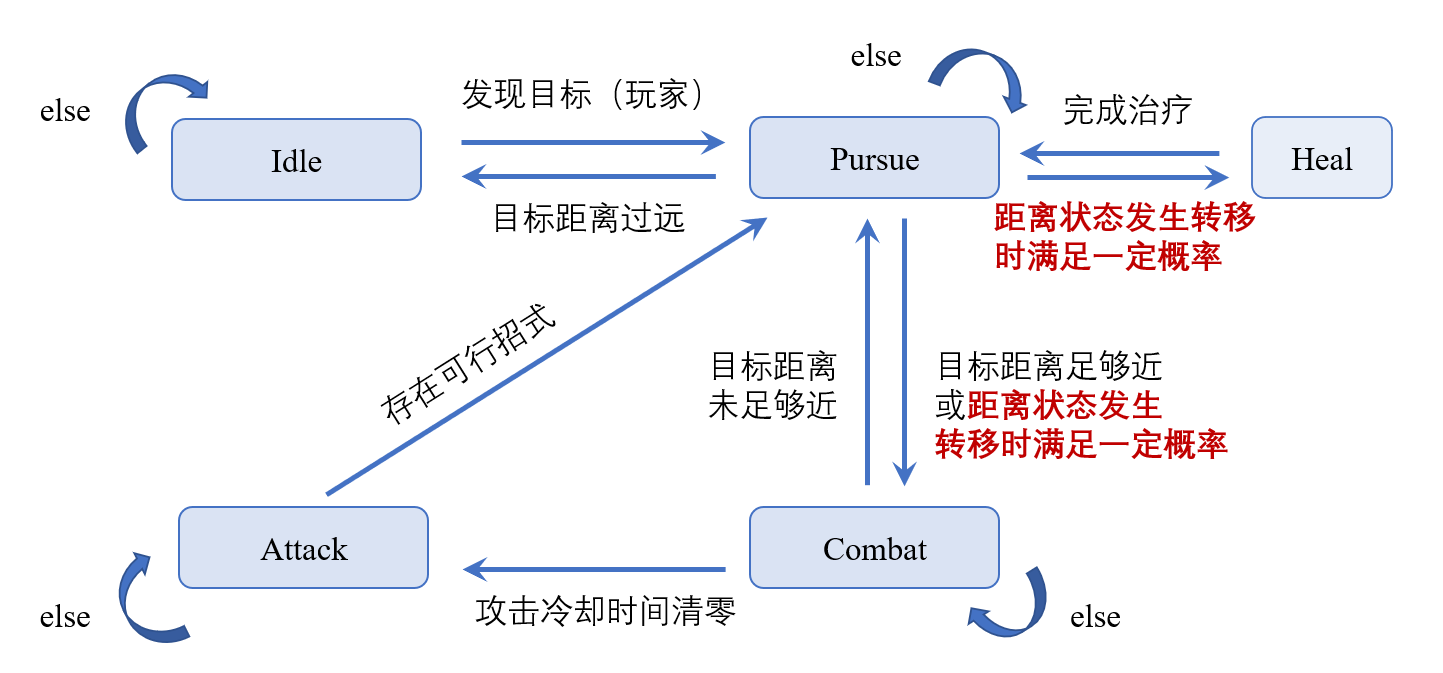 else
发现目标（玩家）
else
完成治疗
Idle
Pursue
Heal
目标距离过远
距离状态发生转移
时满足一定概率
存在可行招式
目标距离
未足够近
目标距离足够近
或距离状态发生
转移时满足一定概率
Attack
Combat
else
攻击冷却时间清零
else